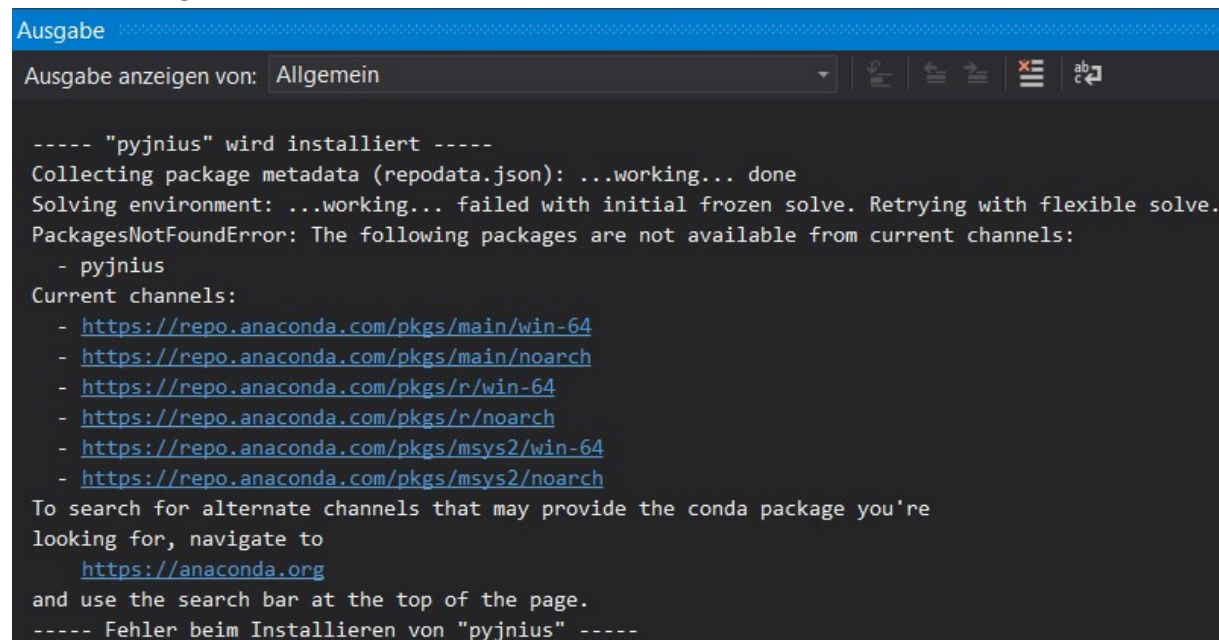 Ausgabe
Ausgabe anzeigen von: Allgemein
----- "pyjnius" wird installiert -----
Collecting package metadata (repodata.json): ...working... done
Solving environment: ...working... failed with initial frozen solve. Retrying with flexible solve.
PackagesNotFoundError: The following packages are not available from current channels:
  - pyjnius
Current channels:
  - https://repo.anaconda.com/pkgs/main/win-64
  - https://repo.anaconda.com/pkgs/main/noarch
  - https://repo.anaconda.com/pkgs/r/win-64
  - https://repo.anaconda.com/pkgs/r/noarch
  - https://repo.anaconda.com/pkgs/msys2/win-64
  - https://repo.anaconda.com/pkgs/msys2/noarch
To search for alternate channels that may provide the conda package you're
looking for, navigate to
    https://anaconda.org
and use the search bar at the top of the page.
----- Fehler beim Installieren von "pyjnius" -----